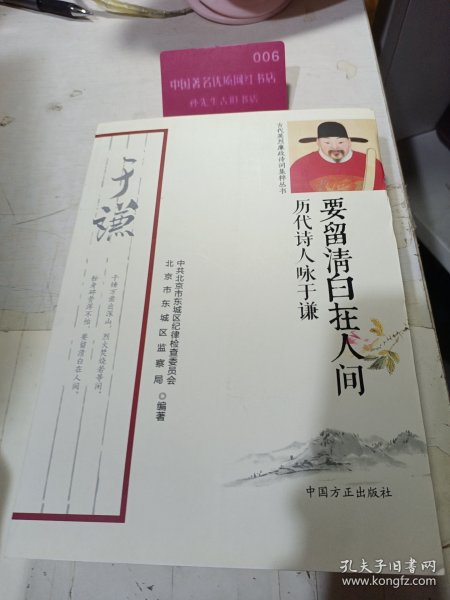 006
中国著名优质网红书店
孙先生古旧书店
古代英烈廉政诗词集粹丛书
要留清白在人间
历代诗人咏于谦
于谦
千锤万凿出深山，烈火焚烧若等闲。
粉身碎骨浑不怕，要留清白在人间。
中共北京市东城区纪律检查委员会
北京市东城区监察局
◎编著
中国方正出版社
孔夫子旧书网
www.kongfz.com